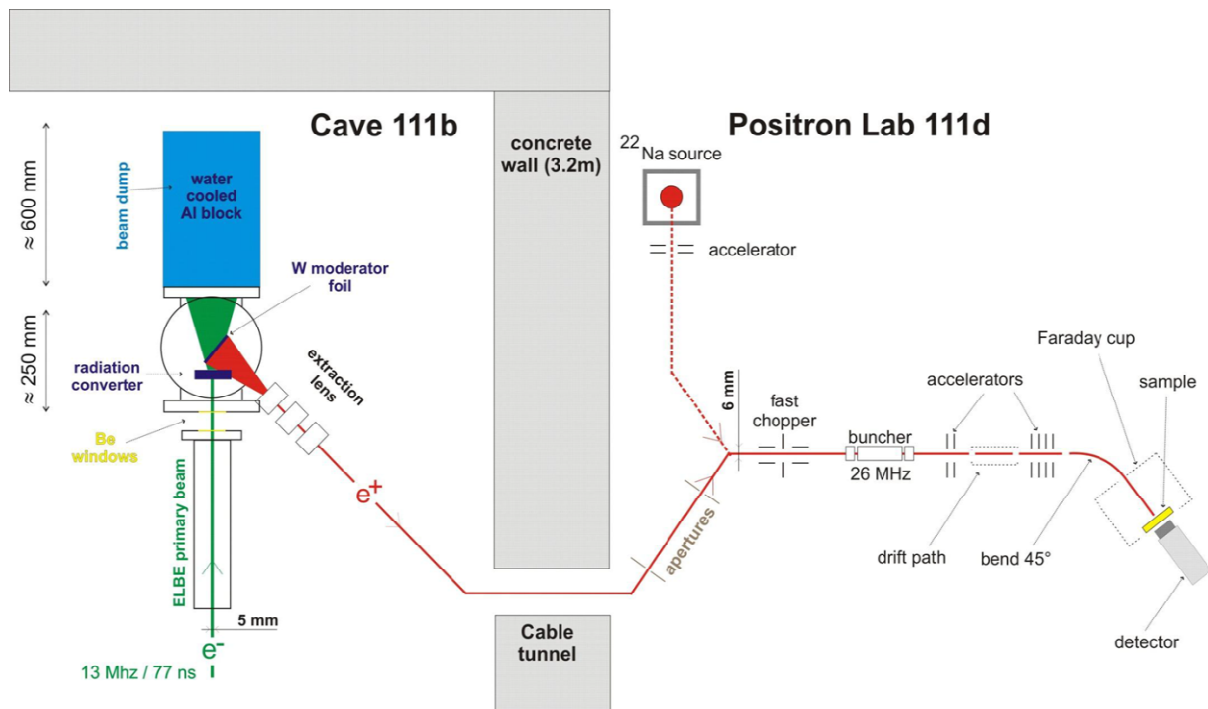 Cave 111b
Positron Lab 111d
concrete
wall (3.2m)
≈ 600 mm
beam dump
water
cooled
Al block
W moderator
foil
≈ 250 mm
radiation
converter
extraction
lens
Be
windows
ELBE primary beam
5 mm
e-
13 Mhz / 77 ns
e+
Cable
tunnel
22Na source
accelerator
6 mm
apertures
fast
chopper
buncher
26 MHz
accelerators
drift path
bend 45°
Faraday cup
sample
detector